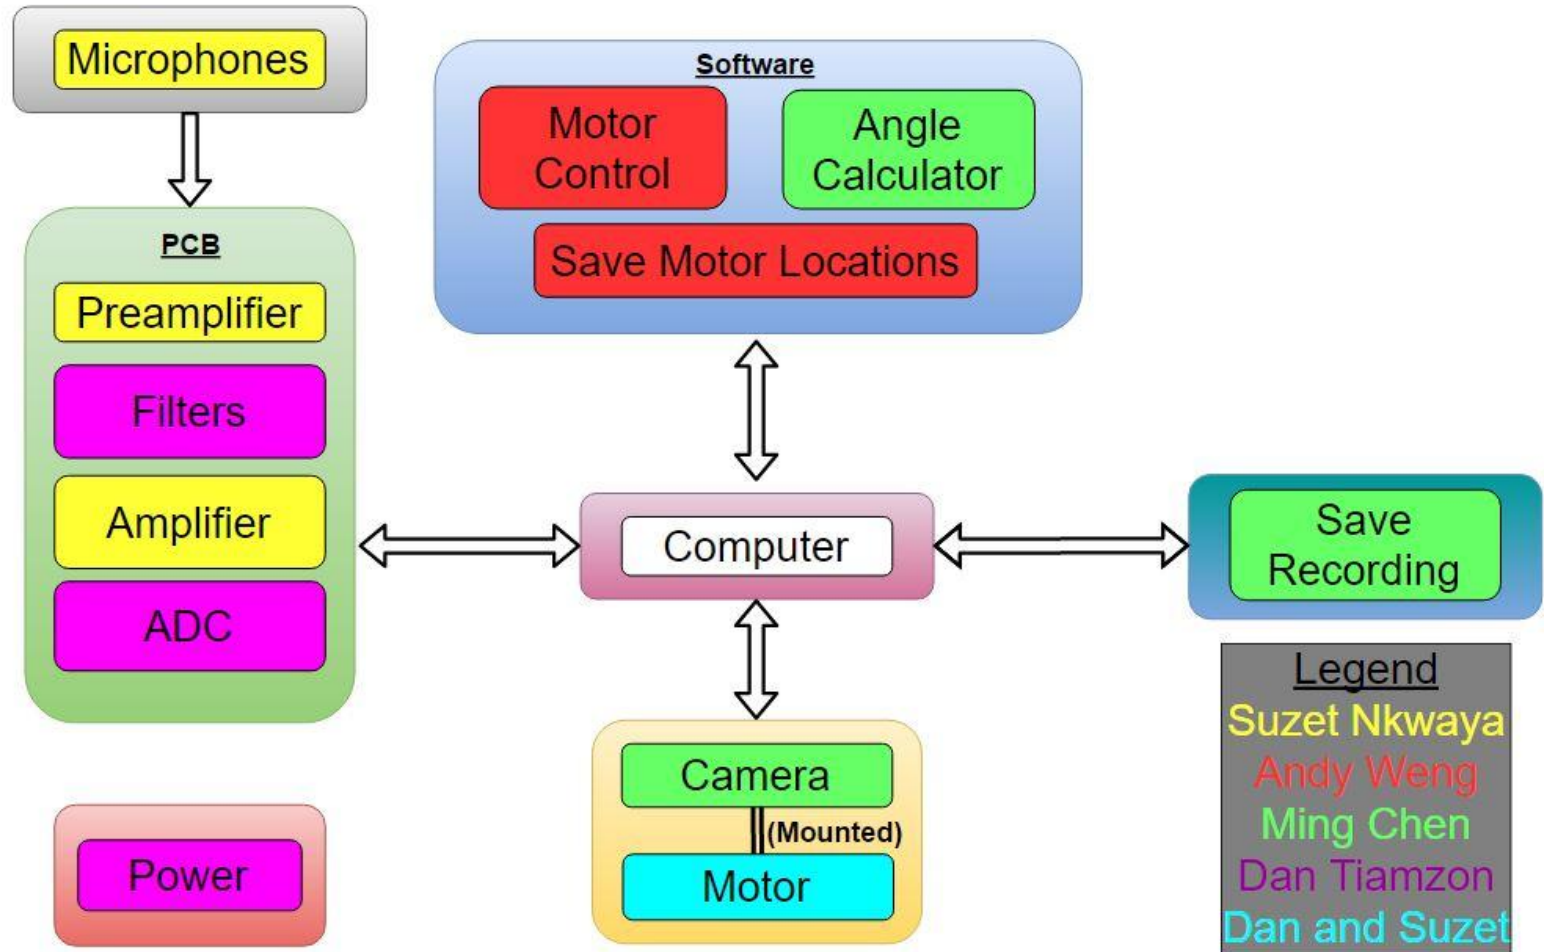 Microphones
Software
Motor
Control
Angle
Calculator
Save Motor Locations
PCB
Preamplifier
Filters
Amplifier
ADC
Computer
Save
Recording
Camera
(Mounted)
Motor
Power
Legend
Suzet Nkwaya
Andy Weng
Ming Chen
Dan Tiamzon
Dan and Suzet